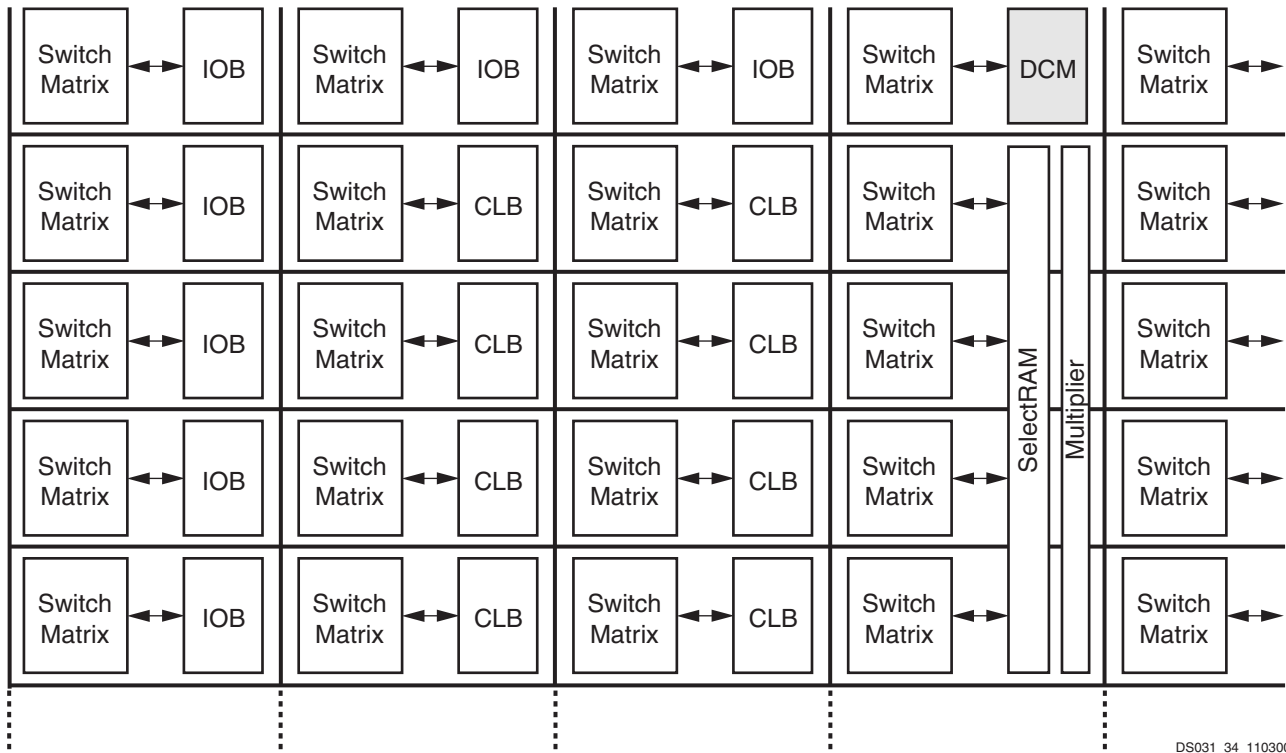 Switch Matrix IOB Switch Matrix IOB Switch Matrix IOB Switch Matrix DCM Switch Matrix
Switch Matrix IOB Switch Matrix CLB Switch Matrix CLB Switch Matrix Switch Matrix
Switch Matrix IOB Switch Matrix CLB Switch Matrix CLB Switch Matrix Switch Matrix
SelectRAM
Multiplier
Switch Matrix IOB Switch Matrix CLB Switch Matrix CLB Switch Matrix Switch Matrix
Switch Matrix IOB Switch Matrix CLB Switch Matrix CLB Switch Matrix Switch Matrix
DS031_34_110300